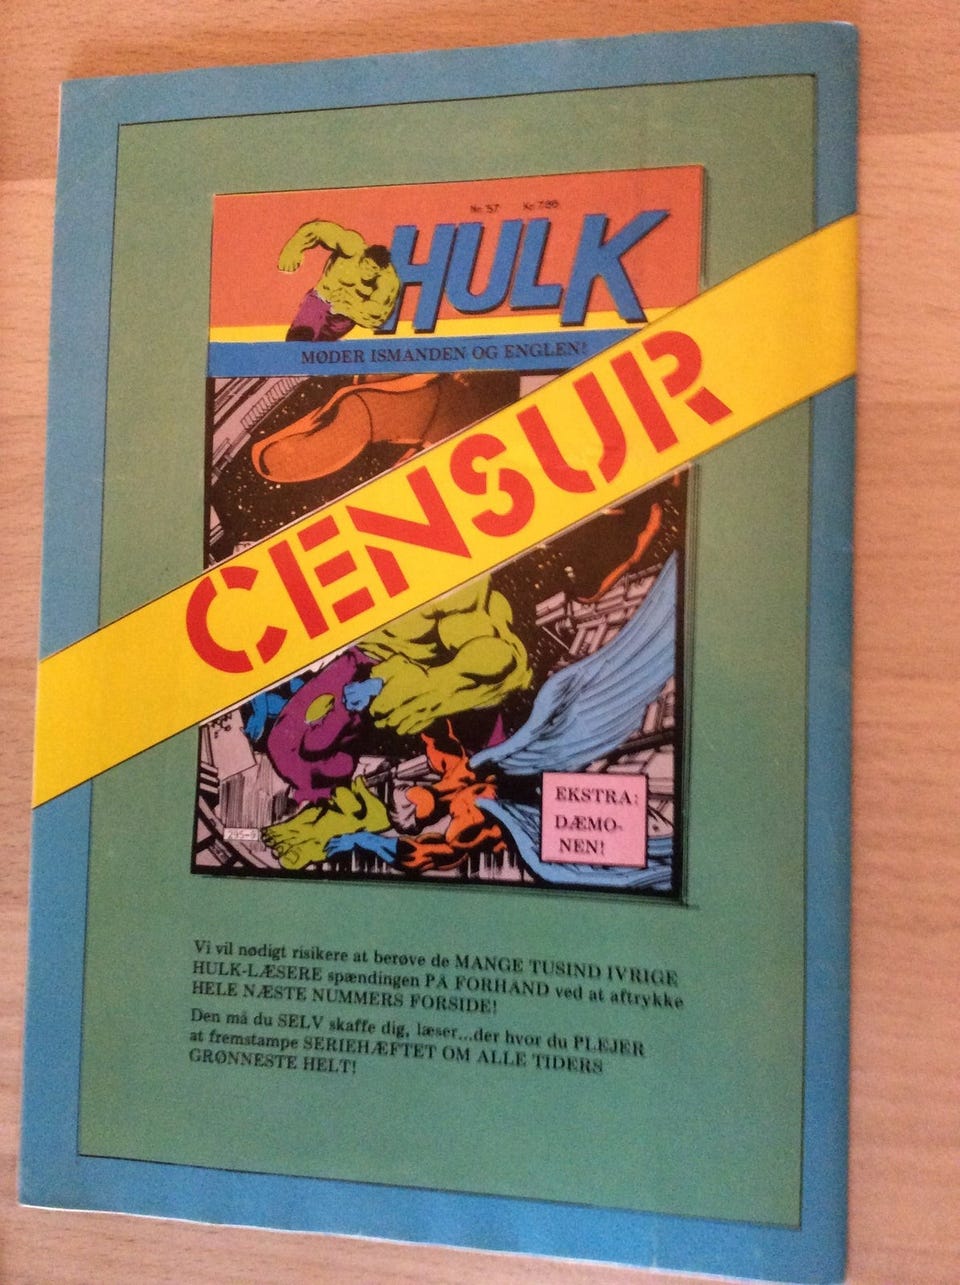 Nr. 57 Kr. 7.95
HULK
MØDER ISMANDEN OG ENGLEN!
CENSUR
EKSTRA:
DÆMO-
NEN!
Vi vil nødigt risikere at berøve de MANGE TUSIND IVRIGE
HULK-LÆSERE spændingen PÅ FORHÅND ved at aftrykke
HELE NÆSTE NUMMERS FORSIDE!
Den må du SELV skaffe dig, læser...der hvor du PLEJER
at fremstampe SERIEHÆFTET OM ALLE TIDERS
GRØNNESTE HELT!